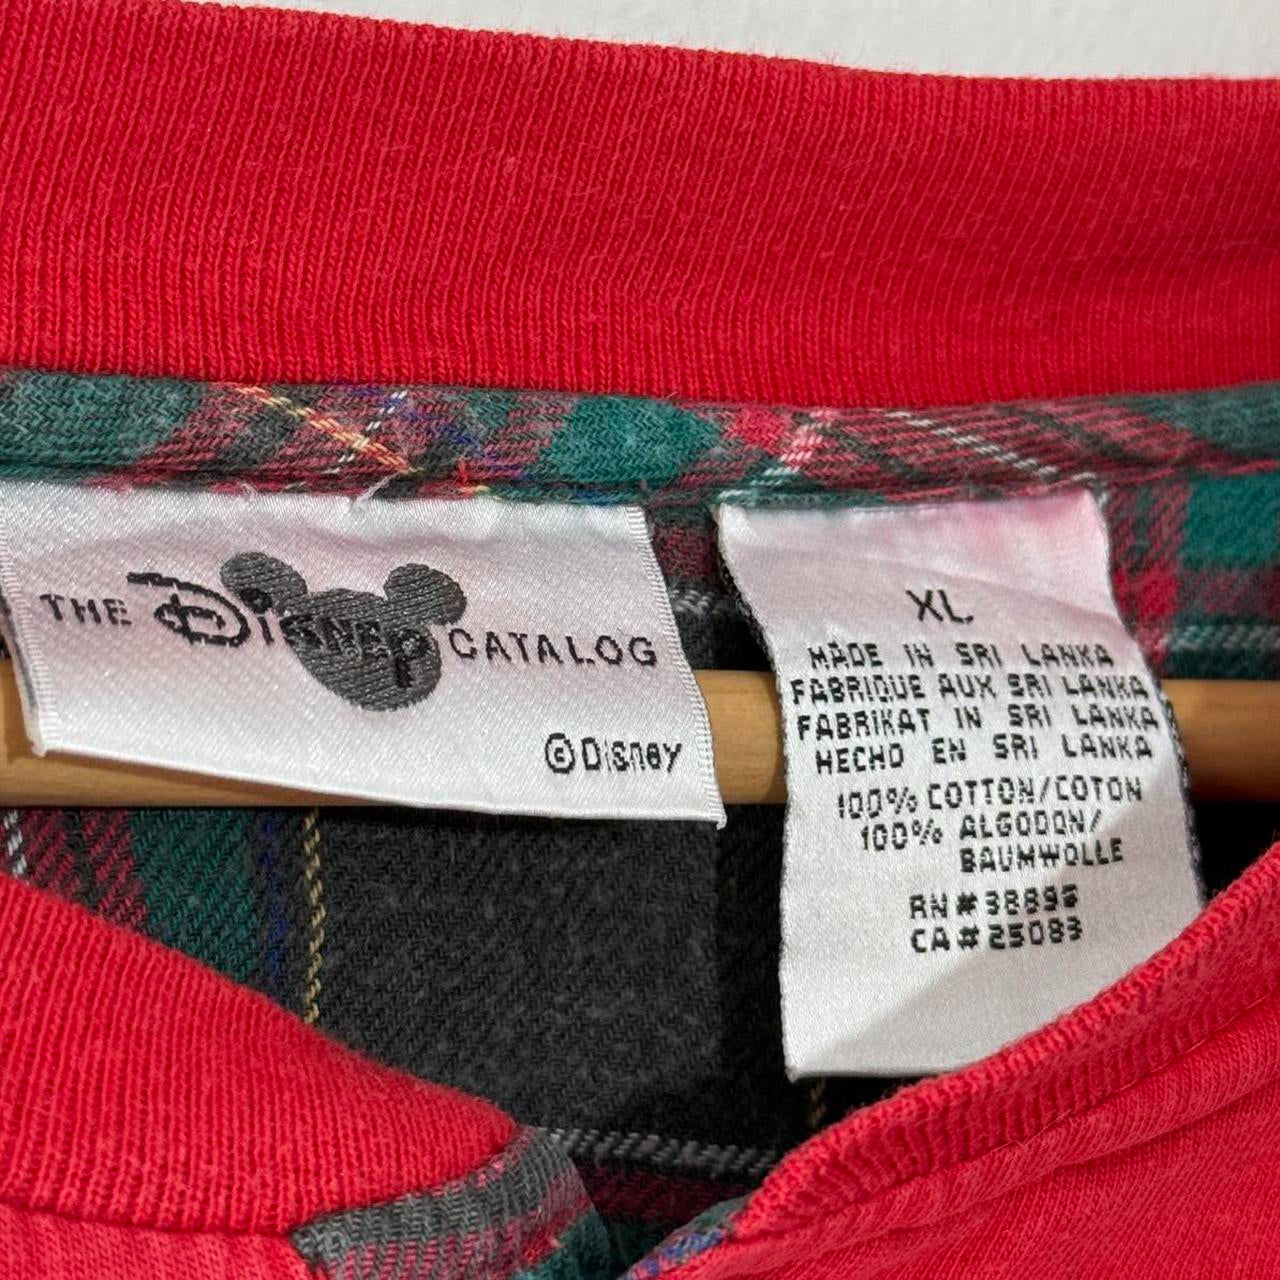 THE Disney CATALOG
©Disney
XL
MADE IN SRI LANKA
FABRIQUE AUX SRI LANKA
FABRIKAT IN SRI LANKA
HECHO EN SRI LANKA
100% COTTON/COTON
100% ALGODON/
BAUMWOLLE
RN#
CA#25083